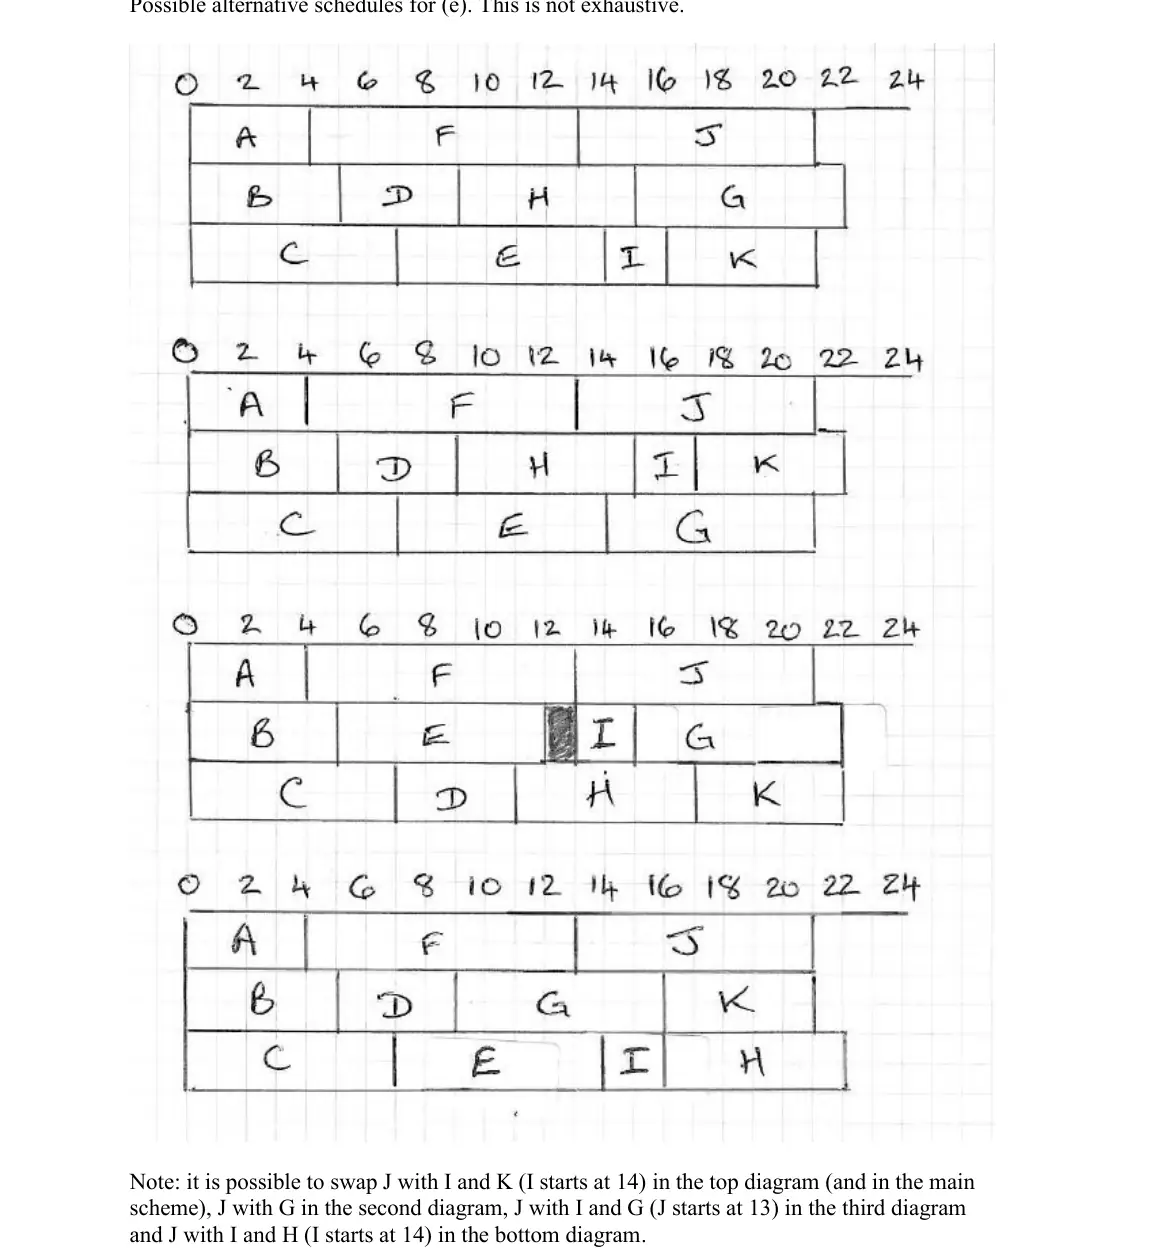 Possible alternative schedules for (e). This is not exhaustive.
0 2 4 6 8 10 12 14 16 18 20 22 24
A F J
B D H G
C E I K
0 2 4 6 8 10 12 14 16 18 20 22 24
A F J
B D H I K
C E G
0 2 4 6 8 10 12 14 16 18 20 22 24
A F J
B E I G
C D H K
0 2 4 6 8 10 12 14 16 18 20 22 24
A F J
B D G K
C E I H
Note: it is possible to swap J with I and K (I starts at 14) in the top diagram (and in the main
scheme), J with G in the second diagram, J with I and G (J starts at 13) in the third diagram
and J with I and H (I starts at 14) in the bottom diagram.